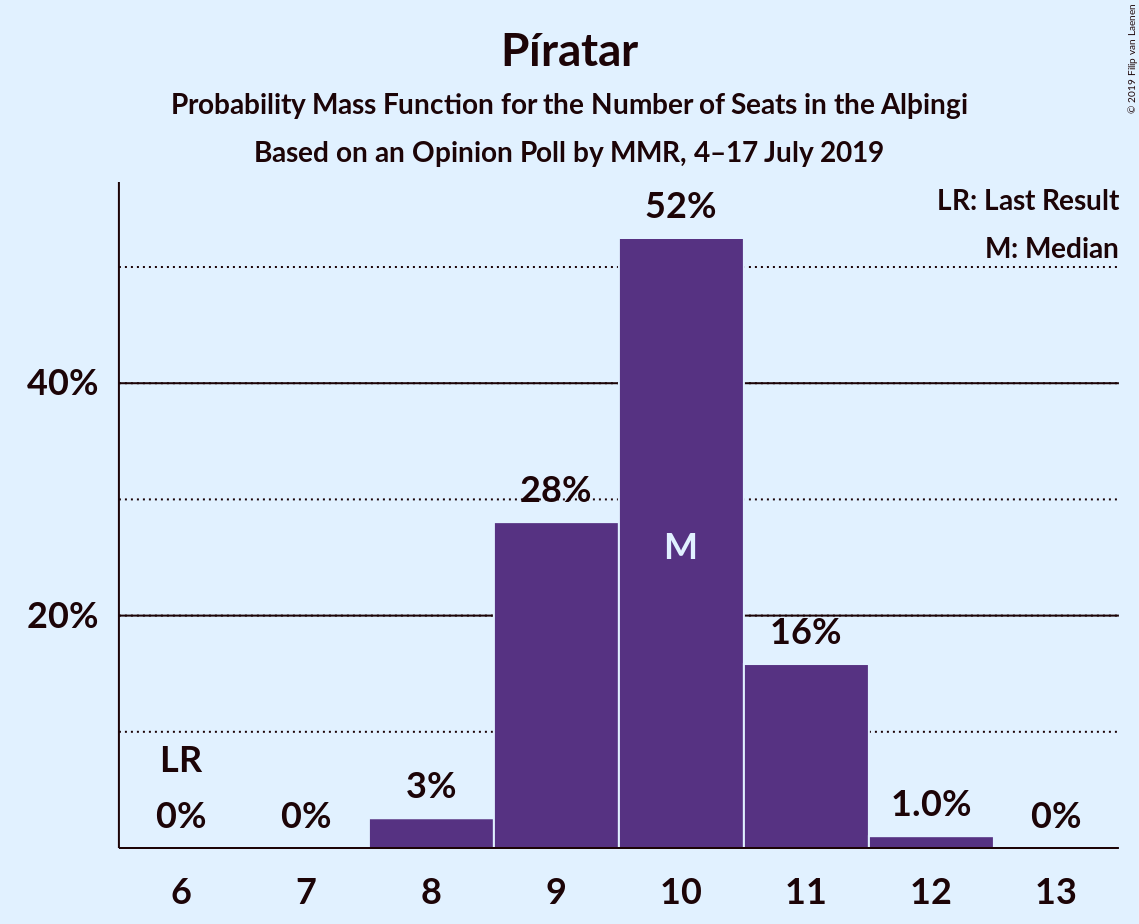 Píratar
Probability Mass Function for the Number of Seats in the Alþingi
Based on an Opinion Poll by MMR, 4–17 July 2019
© 2019 Filip van Laenen
LR: Last Result
M: Median
52%
40%
28%
M
20%
16%
LR
3%
1.0%
0%
0%
0%
6
7
8
9
10
11
12
13